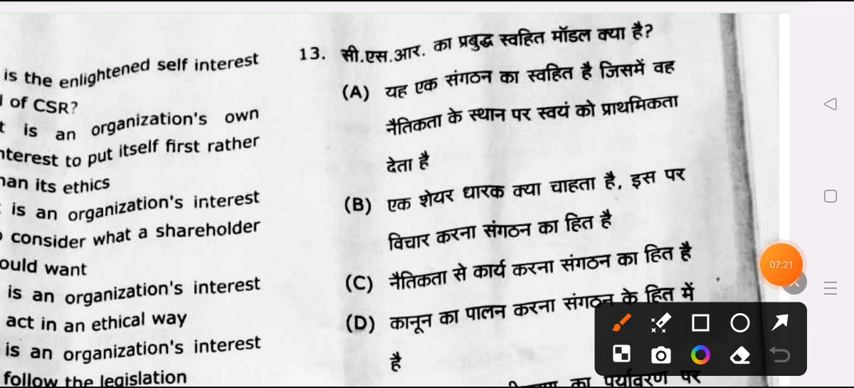 is the enlightened self interest
of CSR?
is an organization's own
nterest to put itself first rather
an its ethics
is an organization's interest
consider what a shareholder
ould want
is an organization's interest
act in an ethical way
is an organization's interest
follow the legislation
13. सी.एस.आर. का प्रबुद्ध स्वहित मॉडल क्या है?
(A) यह एक संगठन का स्वहित है जिसमें वह
नैतिकता के स्थान पर स्वयं को प्राथमिकता
देता है
(B) एक शेयर धारक क्या चाहता है, इस पर
विचार करना संगठन का हित है
(C) नैतिकता से कार्य करना संगठन का हित है
(D) कानून का पालन करना संगठन के हित में
है
का पर्यावरण पर
07:21